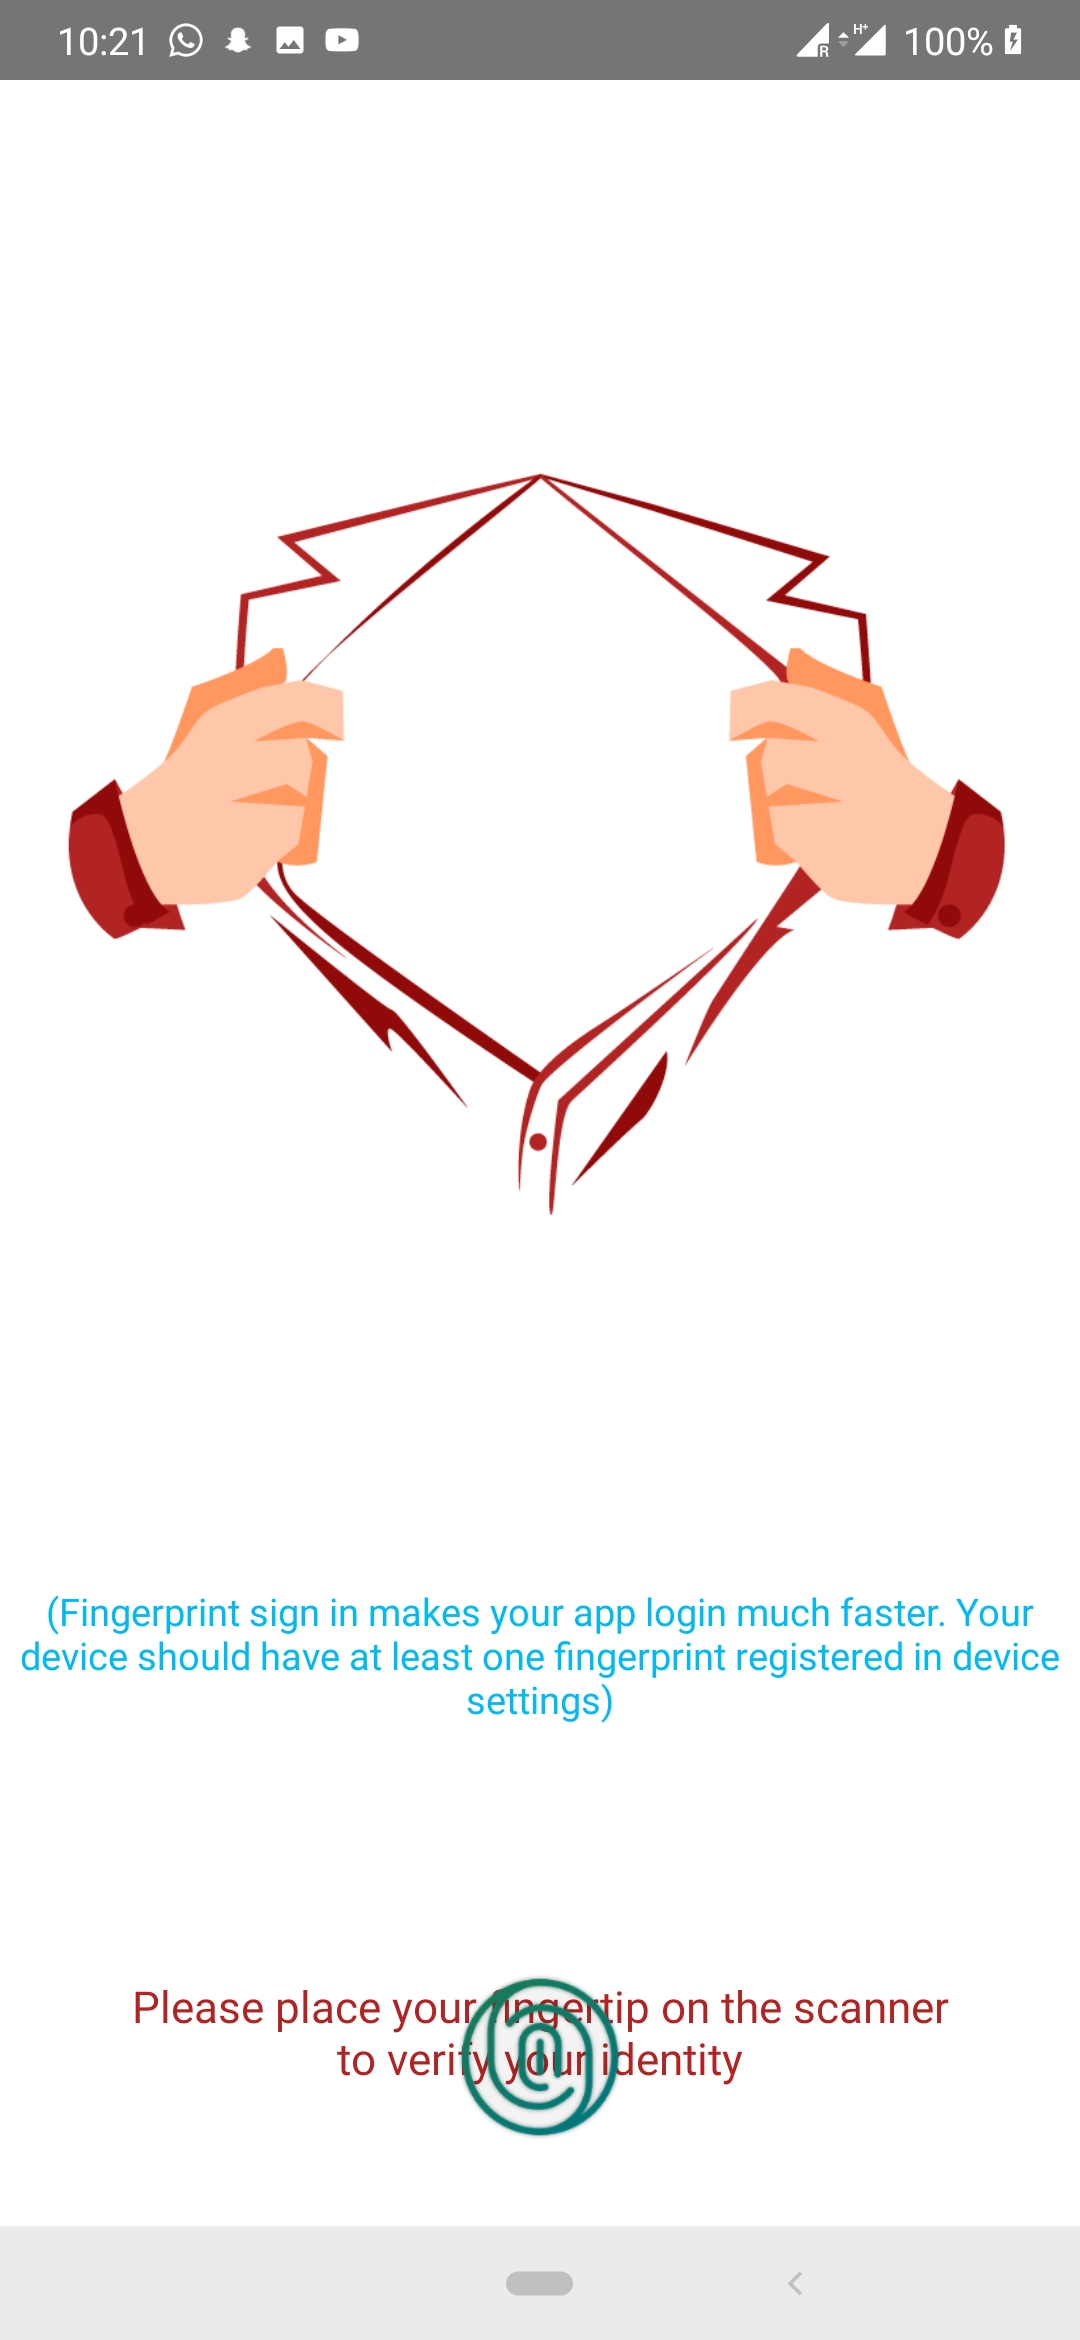 10:21
R
H+
100%
(Fingerprint sign in makes your app login much faster. Your
device should have at least one fingerprint registered in device
settings)
Please place your fingertip on the scanner
to verify your identity